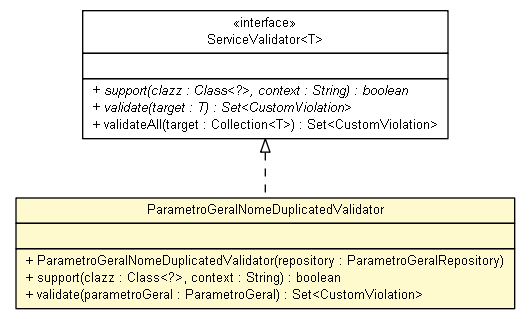 «interface»
ServiceValidator<T>
+ support(clazz : Class<?>, context : String) : boolean
+ validate(target : T) : Set<CustomViolation>
+ validateAll(target : Collection<T>) : Set<CustomViolation>
ParametroGeralNomeDuplicatedValidator
+ ParametroGeralNomeDuplicatedValidator(repository : ParametroGeralRepository)
+ support(clazz : Class<?>, context : String) : boolean
+ validate(parametroGeral : ParametroGeral) : Set<CustomViolation>